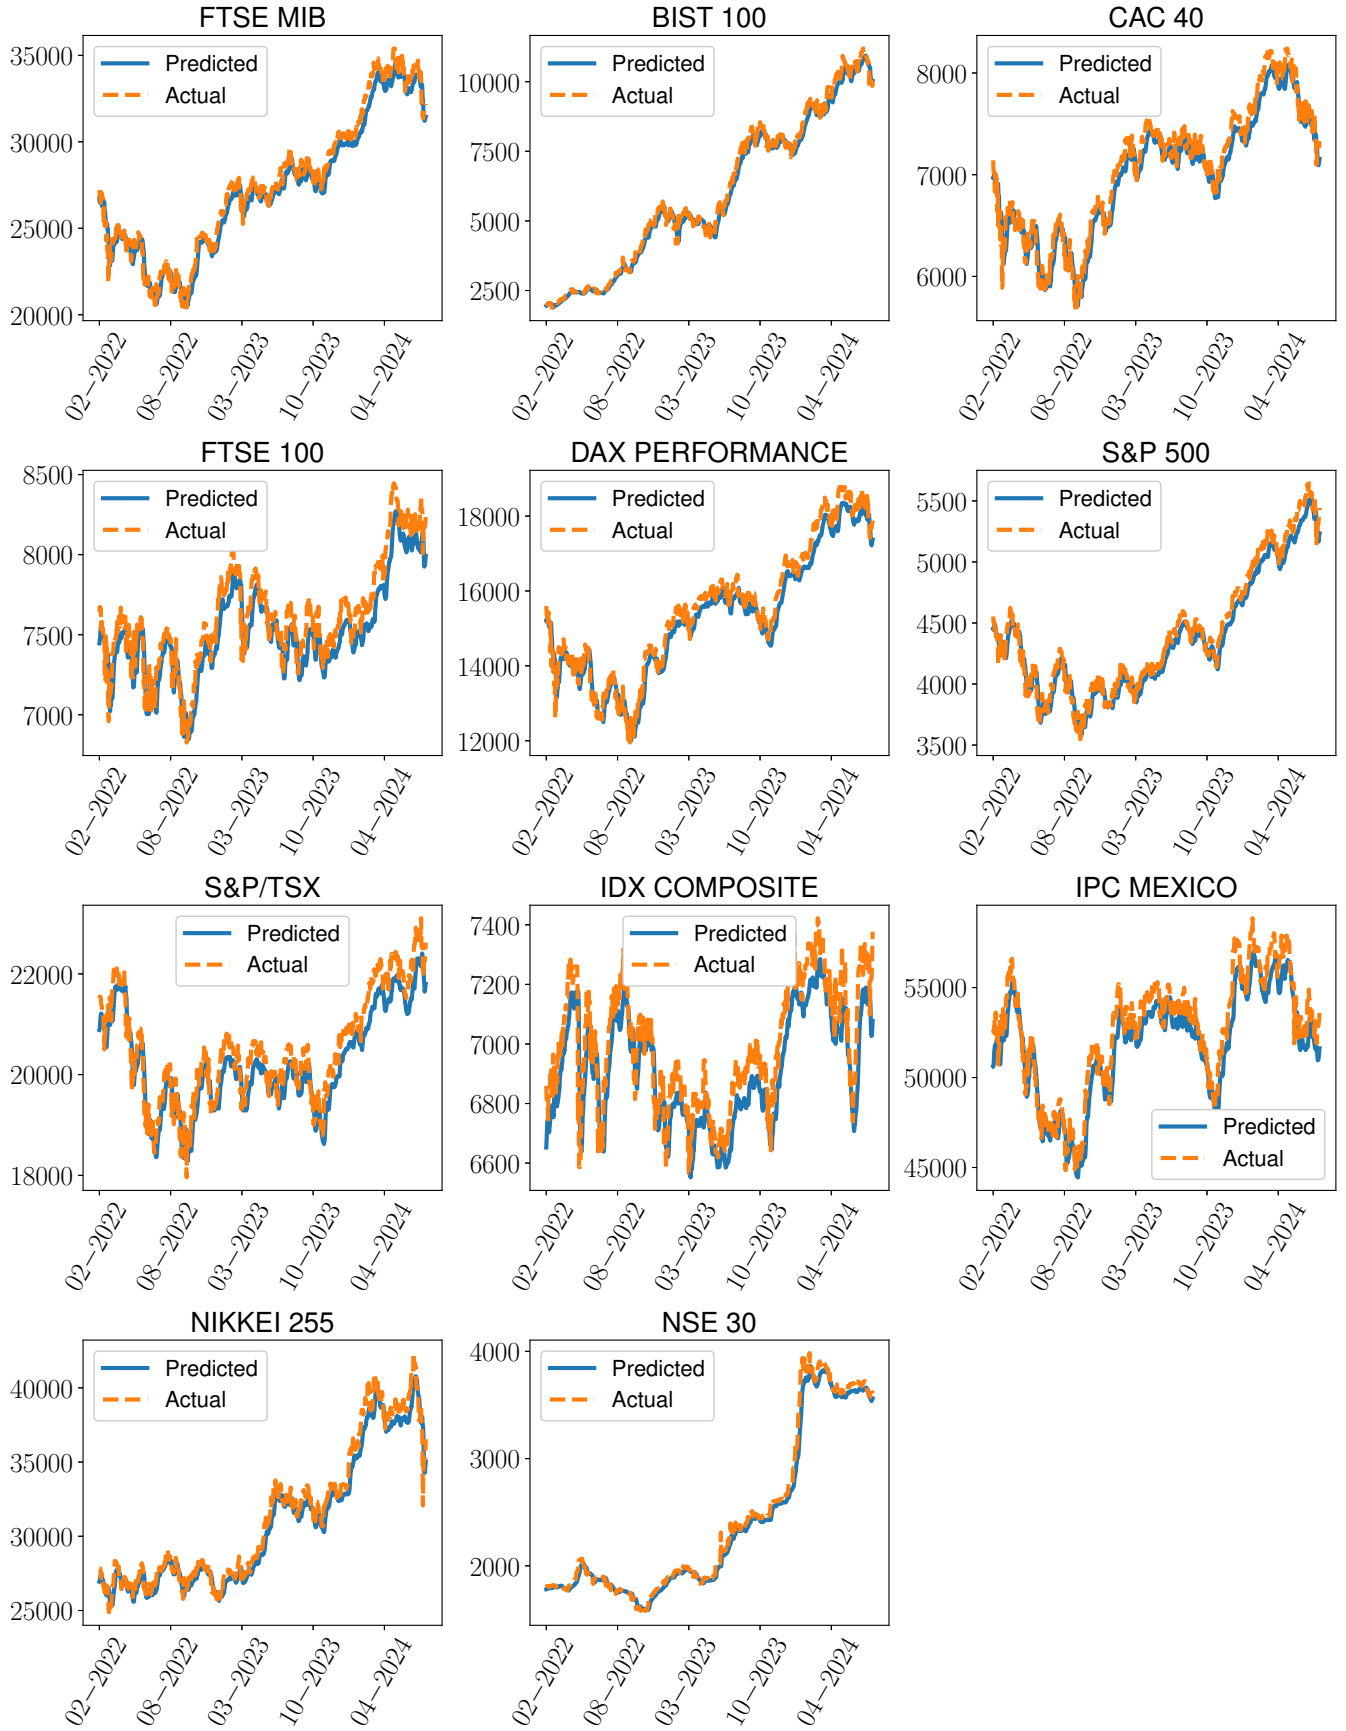 FTSE MIB
Predicted
Actual
35000
30000
25000
20000
02−2022
08−2022
03−2023
10−2023
04−2024
BIST 100
Predicted
Actual
10000
7500
5000
2500
02−2022
08−2022
03−2023
10−2023
04−2024
CAC 40
Predicted
Actual
8000
7000
6000
02−2022
08−2022
03−2023
10−2023
04−2024
FTSE 100
Predicted
Actual
8500
8000
7500
7000
02−2022
08−2022
03−2023
10−2023
04−2024
DAX PERFORMANCE
Predicted
Actual
18000
16000
14000
12000
02−2022
08−2022
03−2023
10−2023
04−2024
S&P 500
Predicted
Actual
5500
5000
4500
4000
3500
02−2022
08−2022
03−2023
10−2023
04−2024
S&P/TSX
Predicted
Actual
22000
20000
18000
02−2022
08−2022
03−2023
10−2023
04−2024
IDX COMPOSITE
Predicted
Actual
7400
7200
7000
6800
6600
02−2022
08−2022
03−2023
10−2023
04−2024
IPC MEXICO
55000
50000
45000
Predicted
Actual
02−2022
08−2022
03−2023
10−2023
04−2024
NIKKEI 255
Predicted
Actual
40000
35000
30000
25000
02−2022
08−2022
03−2023
10−2023
04−2024
NSE 30
Predicted
Actual
4000
3000
2000
02−2022
08−2022
03−2023
10−2023
04−2024